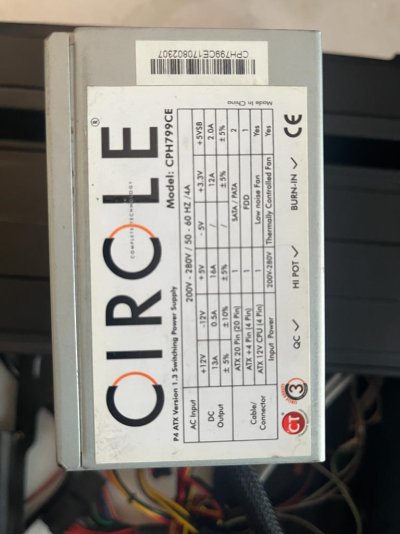 CPH799CE1708802307
CIRCLE®
COMPLETE TECHNOLOGY
Model: CPH799CE
P4 ATX Version 1.3 Switching Power Supply
AC Input 200V - 280V / 50 - 60 HZ / 4A
DC Output +12V -12V +5V - 5V +3.3V +5VSB
13A 0.5A 16A / 12A 2.0A
± 5% ±10% ±5% / ±5% ±5%
Cable/ Connector ATX 20 Pin (20 Pin) 1 SATA / PATA 2
ATX +4 Pin (4 Pin) 1 FDD 1
ATX 12V CPU (4 Pin) 1 Low noise Fan Yes
Input Power 200V-280V Thermally Controlled Fan Yes
Made in China
CT 3 QC ✓ HI POT ✓ BURN-IN ✓ CE